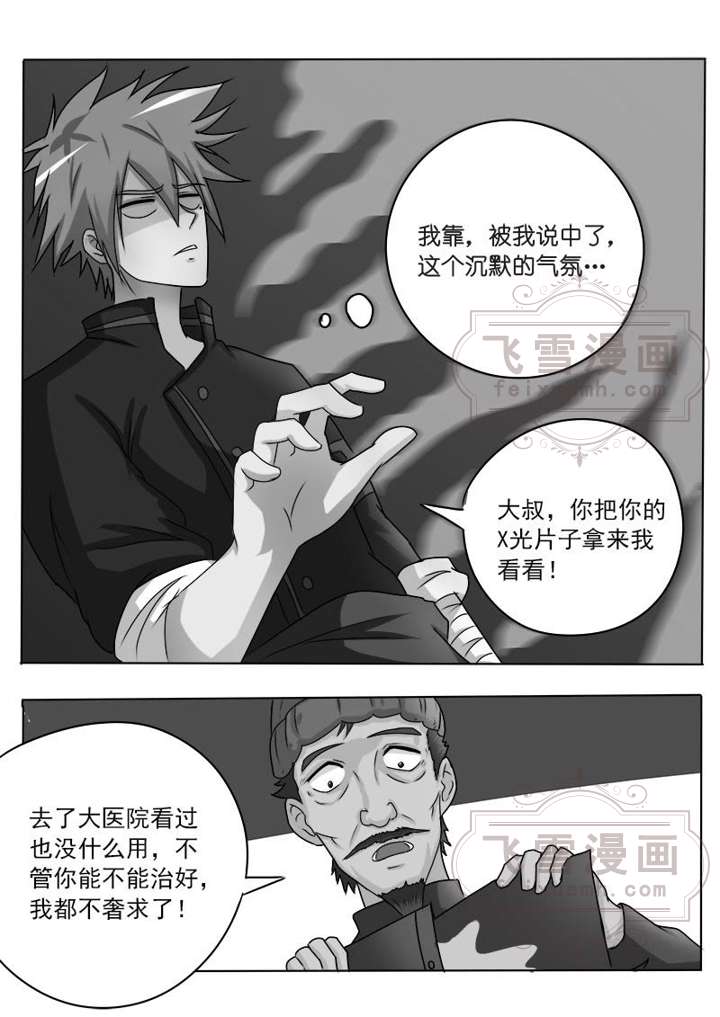 我靠，被我说中了，
这个沉默的气氛…
飞雪漫画
大叔，你把你的
X光片子拿来我
看看！
去了大医院看过
也没什么用，不
管你能不能治好，
我都不奢求了！
飞雪漫画